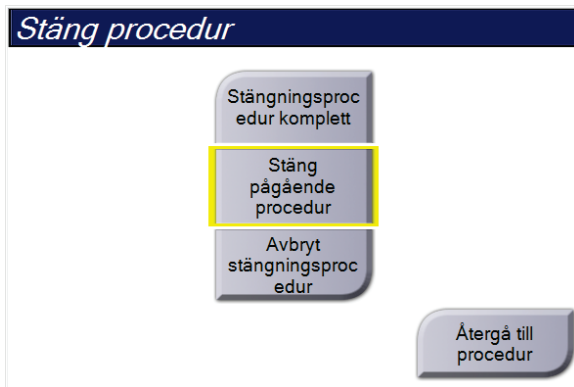 Stäng procedur
Stängningsproc
edur komplett
Stäng
pågående
procedur
Avbryt
stängningsproc
edur
Återgå till
procedur